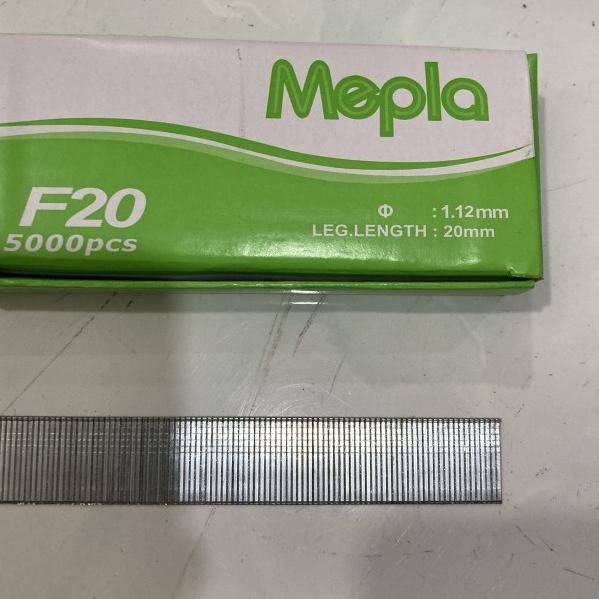 Mepla
F20
5000pcs
Φ : 1.12mm
LEG.LENGTH : 20mm